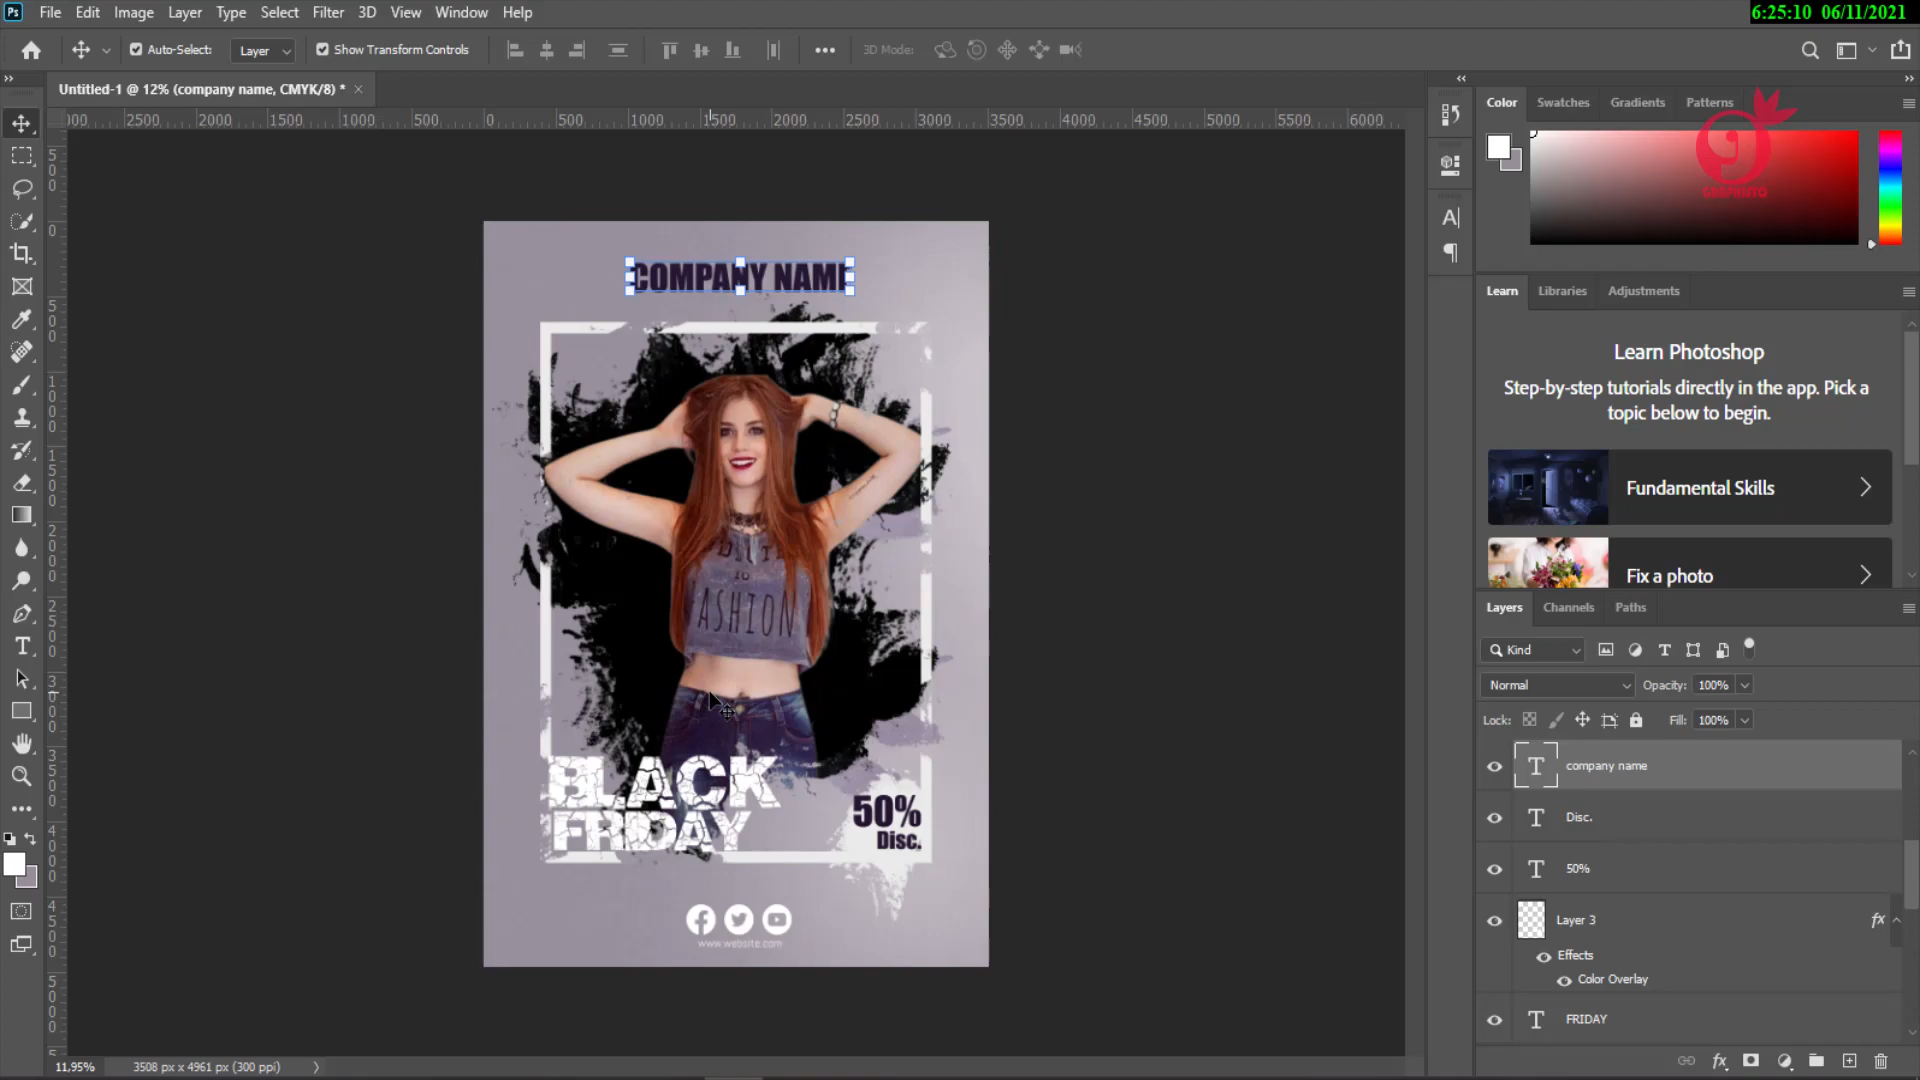 Ps File Edit Image Layer Type Select Filter 3D View Window Help
6:25:10 06/11/2021
Auto-Select: Layer Show Transform Controls 3D Mode:
Untitled-1 @ 12% (company name, CMYK/8) * ×
2500 2000 1500 1000 500 0 500 1000 1500 2000 2500 3000 3500 4000 4500 5000 5500 6000
Color Swatches Gradients Patterns
COMPANY NAME
ASHION
BLACK
FRIDAY
50%
Disc.
www.website.com
Learn Libraries Adjustments
Learn Photoshop
Step-by-step tutorials directly in the app. Pick a
topic below to begin.
Fundamental Skills
Fix a photo
Layers Channels Paths
Kind
Normal Opacity: 100%
Lock: Fill: 100%
company name
Disc.
50%
Layer 3 fx
Effects
Color Overlay
FRIDAY
11,95% 3508 px x 4961 px (300 ppi)